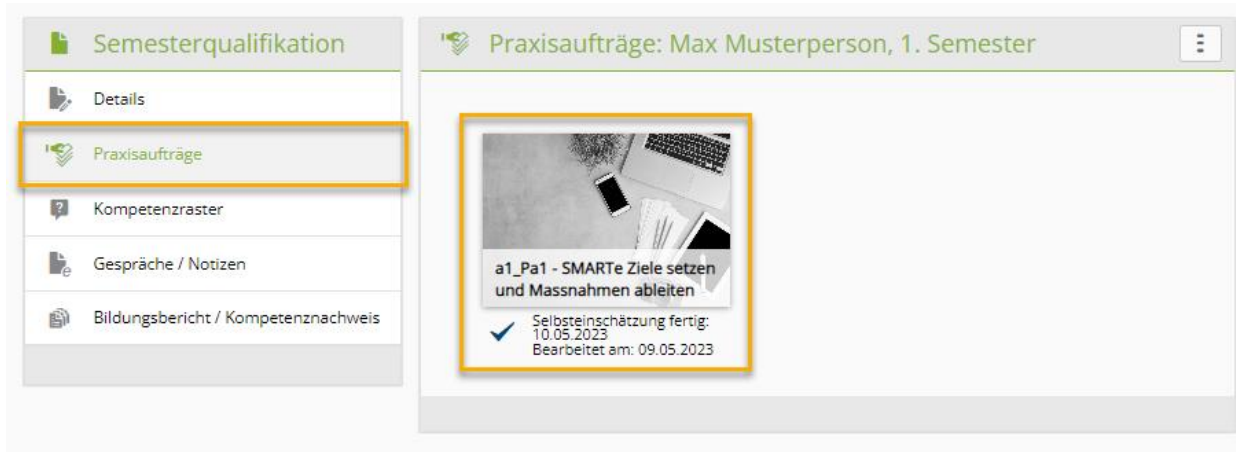 Semesterqualifikation
Details
Praxisaufträge
Kompetenzraster
Gespräche / Notizen
Bildungsbericht / Kompetenznachweis
Praxisaufträge: Max Musterperson, 1. Semester
a1_Pa1 - SMARTe Ziele setzen
und Massnahmen ableiten
Selbsteinschätzung fertig:
10.05.2023
Bearbeitet am: 09.05.2023